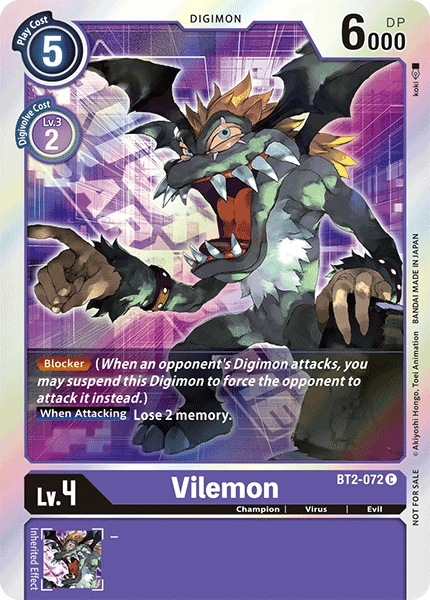 DIGIMON
Play Cost
5
DP
6000
Digivolve Cost
Lv.3
2
koki
Blocker (When an opponent's Digimon attacks, you
may suspend this Digimon to force the opponent to
attack it instead.)
When Attacking Lose 2 memory.
©Akiyoshi Hongo, Toei Animation BANDAI MADE IN JAPAN
NOT FOR SALE
Lv.4
Vilemon
BT2-072 C
Champion | Virus | Evil
Inherited Effect
–